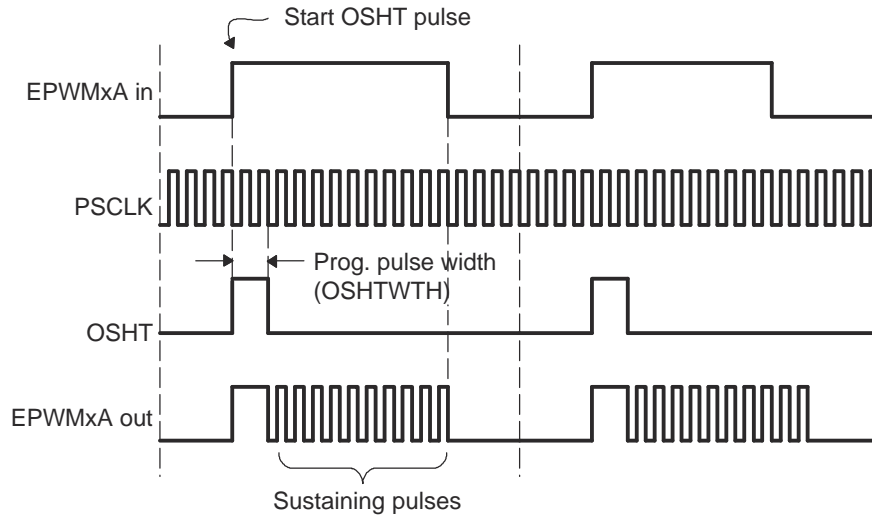 Start OSHT pulse
EPWMxA in
PSCLK
Prog. pulse width
(OSHTWTH)
OSHT
EPWMxA out
Sustaining pulses